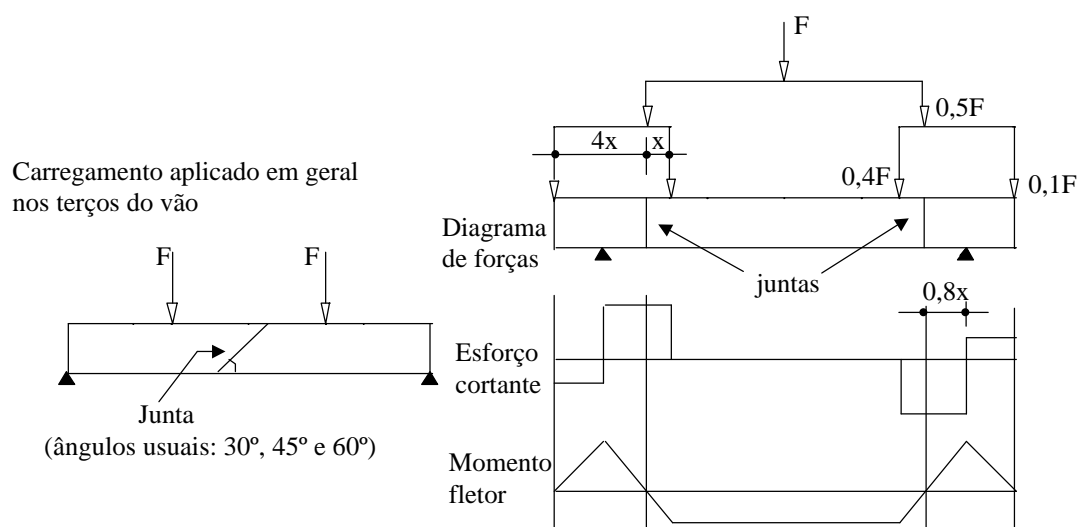 Carregamento aplicado em geral
nos terços do vão
F
F
Junta
(ângulos usuais: 30º, 45º e 60º)
F
0,5F
4x
x
0,4F
0,1F
Diagrama
de forças
juntas
0,8x
Esforço
cortante
Momento
fletor